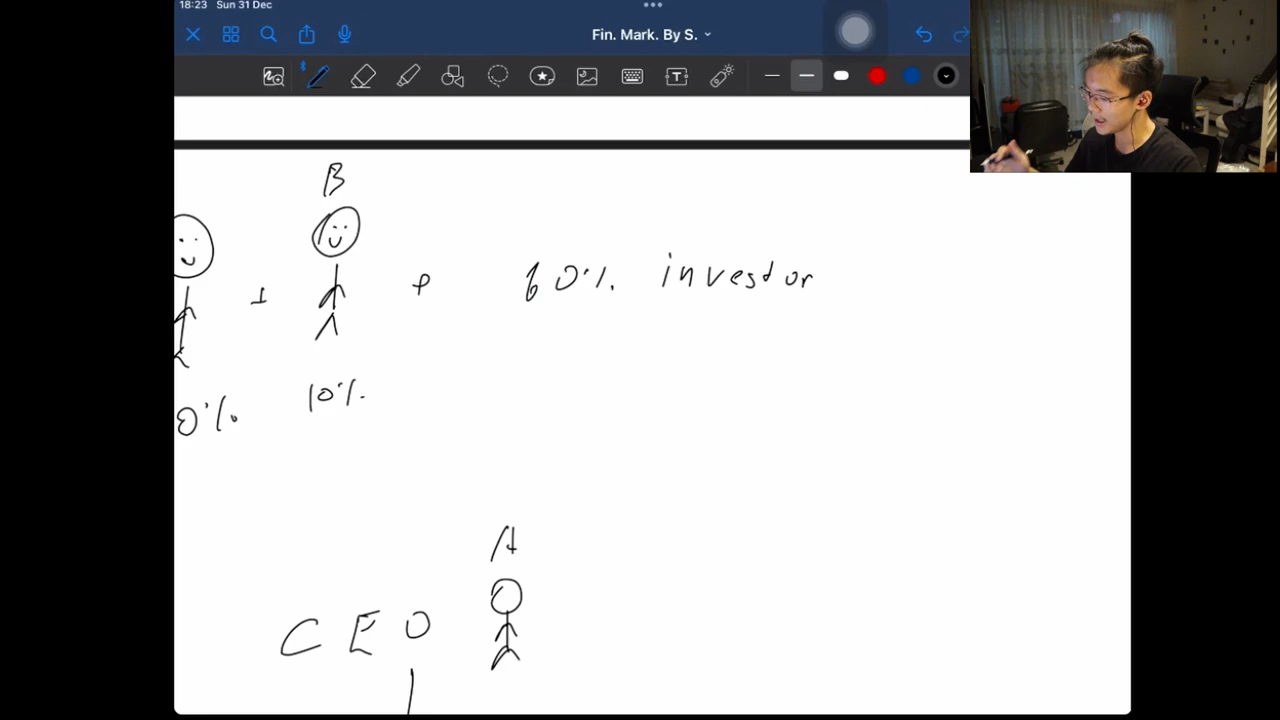 18:23 Sun 31 Dec
Fin. Mark. By S.
B
+ + 60%. investor
0% 10%.
A
CEO